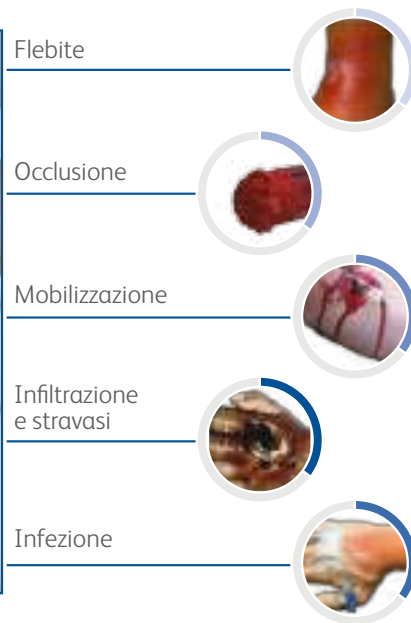 Flebite
Occlusione
Mobilizzazione
Infiltrazione
e stravasi
Infezione